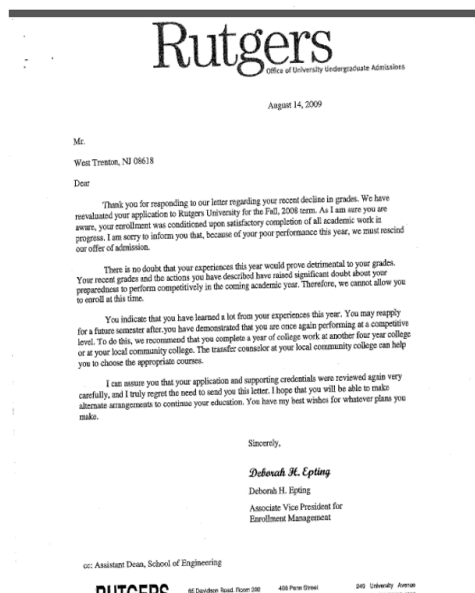 Rutgers
Office of University Undergraduate Admissions
August 14, 2009
Mr.
West Trenton, NJ 08618
Dear
Thank you for responding to our letter regarding your recent decline in grades. We have
reevaluated your application to Rutgers University for the Fall, 2008 term. As I am sure you are
aware, your enrollment was conditioned upon satisfactory completion of all academic work in
progress. I am sorry to inform you that, because of your poor performance this year, we must rescind
our offer of admission.
There is no doubt that your experiences this year would prove detrimental to your grades.
Your recent grades and the actions you have described have raised significant doubt about your
preparedness to perform competitively in the coming academic year. Therefore, we cannot allow you
to enroll at this time.
You indicate that you have learned a lot from your experiences this year. You may reapply
for a future semester after you have demonstrated that you are once again performing at a competitive
level. To do this, we recommend that you complete a year of college work at another four year college
or at your local community college. The transfer counselor at your local community college can help
you to choose the appropriate courses.
I can assure you that your application and supporting credentials were reviewed again very
carefully, and I truly regret the need to send you this letter. I hope that you will be able to make
alternate arrangements to continue your education. You have my best wishes for whatever plans you
make.
Sincerely,
Deborah H. Epting
Deborah H. Epting
Associate Vice President for
Enrollment Management
cc: Assistant Dean, School of Engineering
RUTGERS 65 Davidson Road, Room 200 406 Penn Street 249 University Avenue